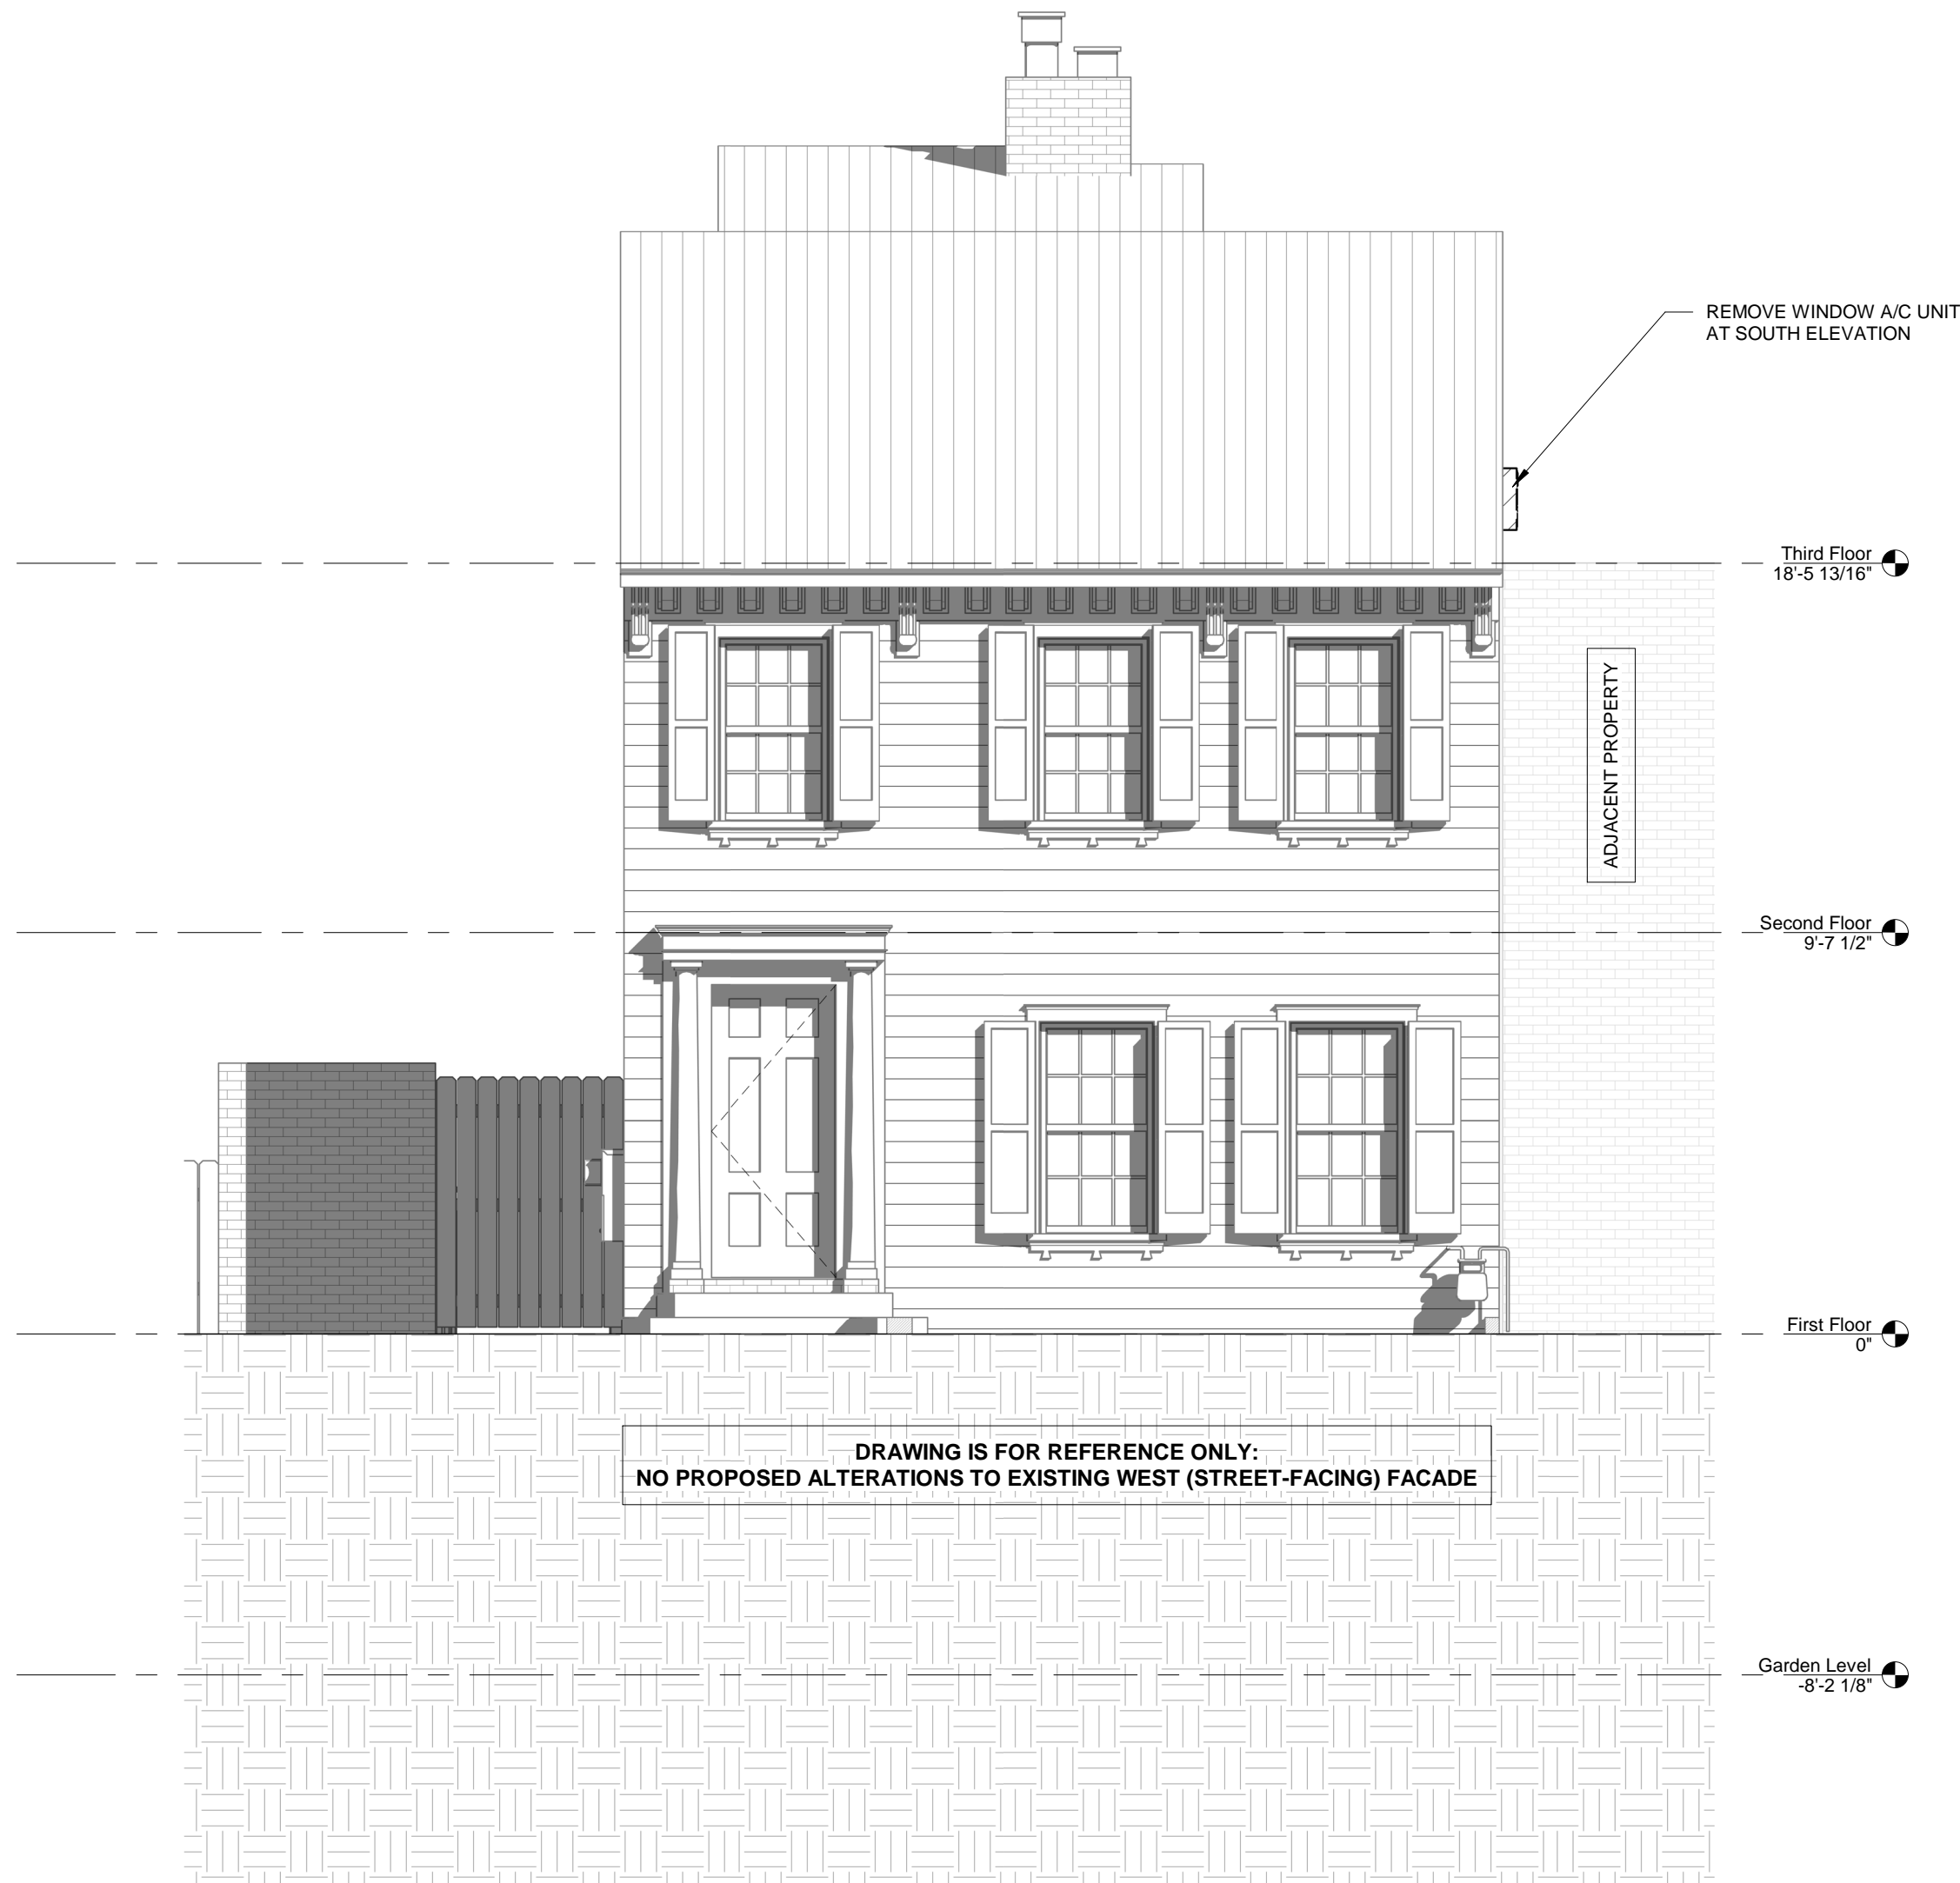 REMOVE WINDOW A/C UNIT
AT SOUTH ELEVATION
Third Floor
18'-5 13/16"
ADJACENT PROPERTY
Second Floor
9'-7 1/2"
First Floor
0"
DRAWING IS FOR REFERENCE ONLY:
NO PROPOSED ALTERATIONS TO EXISTING WEST (STREET-FACING) FACADE
Garden Level
-8'-2 1/8"